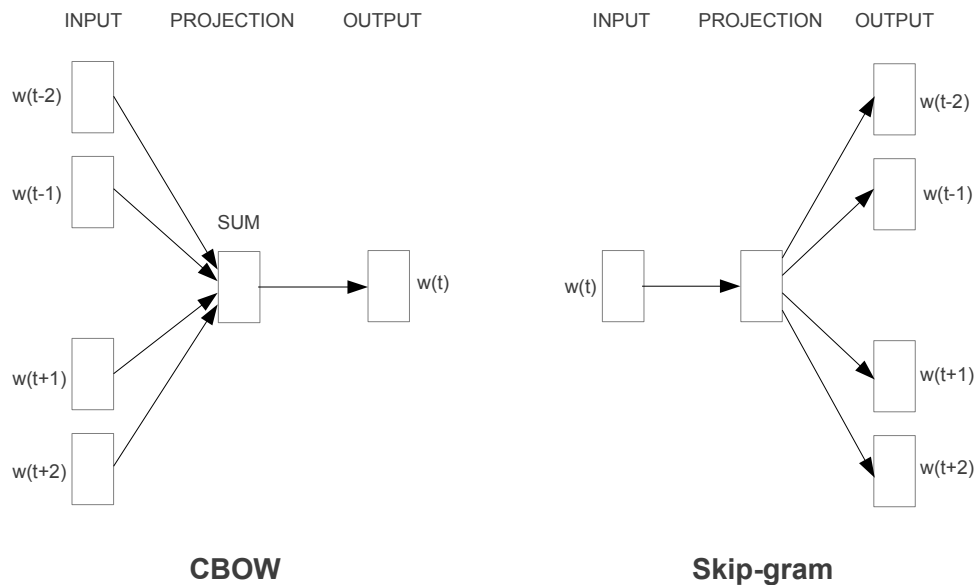 INPUT PROJECTION OUTPUT
w(t-2)
w(t-1)
SUM
w(t)
w(t+1)
w(t+2)
CBOW
INPUT PROJECTION OUTPUT
w(t-2)
w(t-1)
w(t)
w(t+1)
w(t+2)
Skip-gram